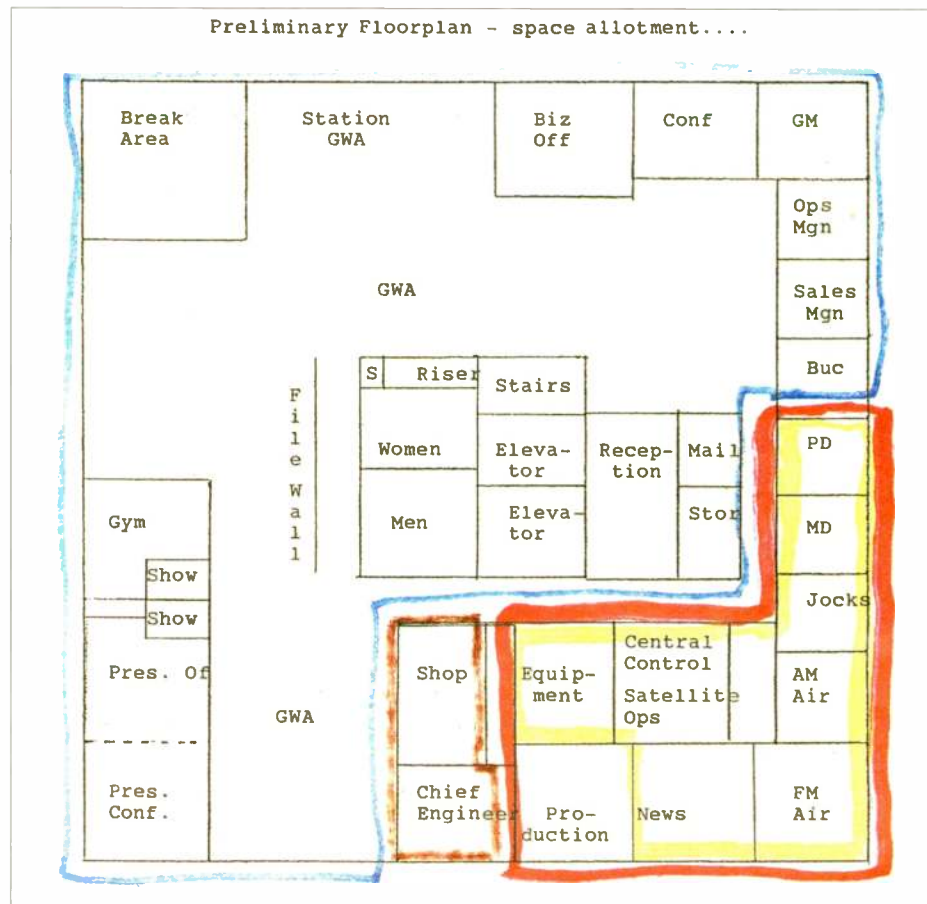 Preliminary Floorplan - space allotment....
Break
Area
Station
GWA
Biz
Off
Conf
GM
Ops
Mgn
Sales
Mgn
Buc
GWA
File Wall
S
Riser
Stairs
Women
Eleva-
tor
Recep-
tion
Mail
Men
Eleva-
tor
Stor
PD
MD
Jocks
Gym
Show
Show
Pres. Of
GWA
Pres.
Conf.
Shop
Equip-
ment
Central
Control
Satellite
Ops
AM
Air
Chief
Engineer
Pro-
duction
News
FM
Air